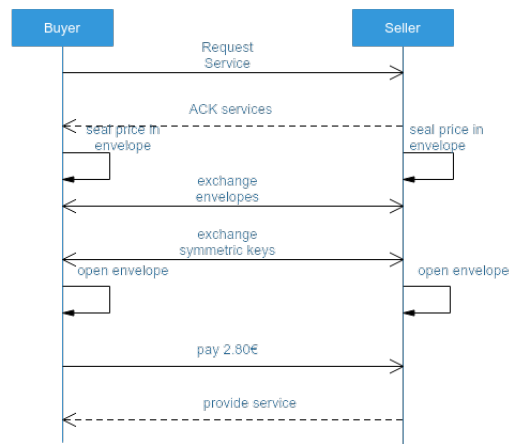 Buyer
Seller
Request
Service
ACK services
seal price in
envelope
seal price in
envelope
exchange
envelopes
exchange
symmetric keys
open envelope
open envelope
pay 2.80€
provide service